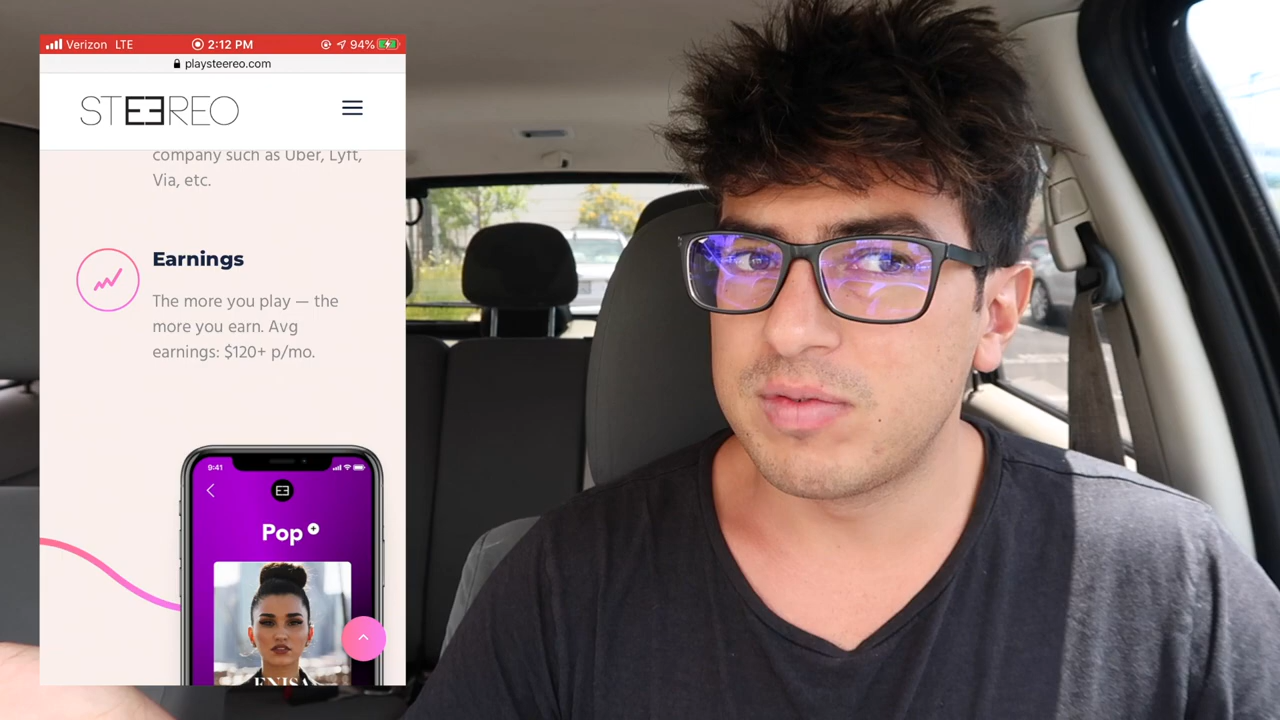 Verizon LTE 2:12 PM 94%
playsteereo.com
STEEREO
company such as Uber, Lyft,
Via, etc.
Earnings
The more you play — the
more you earn. Avg
earnings: $120+ p/mo.
9:41
Pop
ENISA